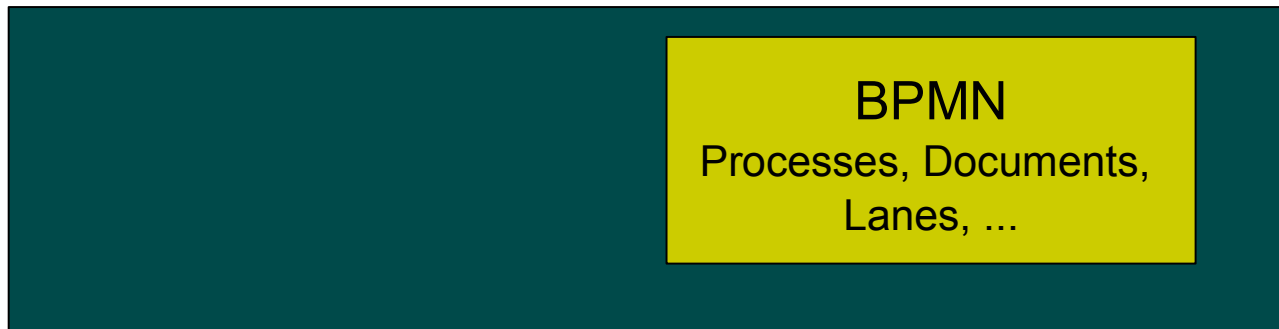 BPMN
Processes, Documents,
Lanes, ...